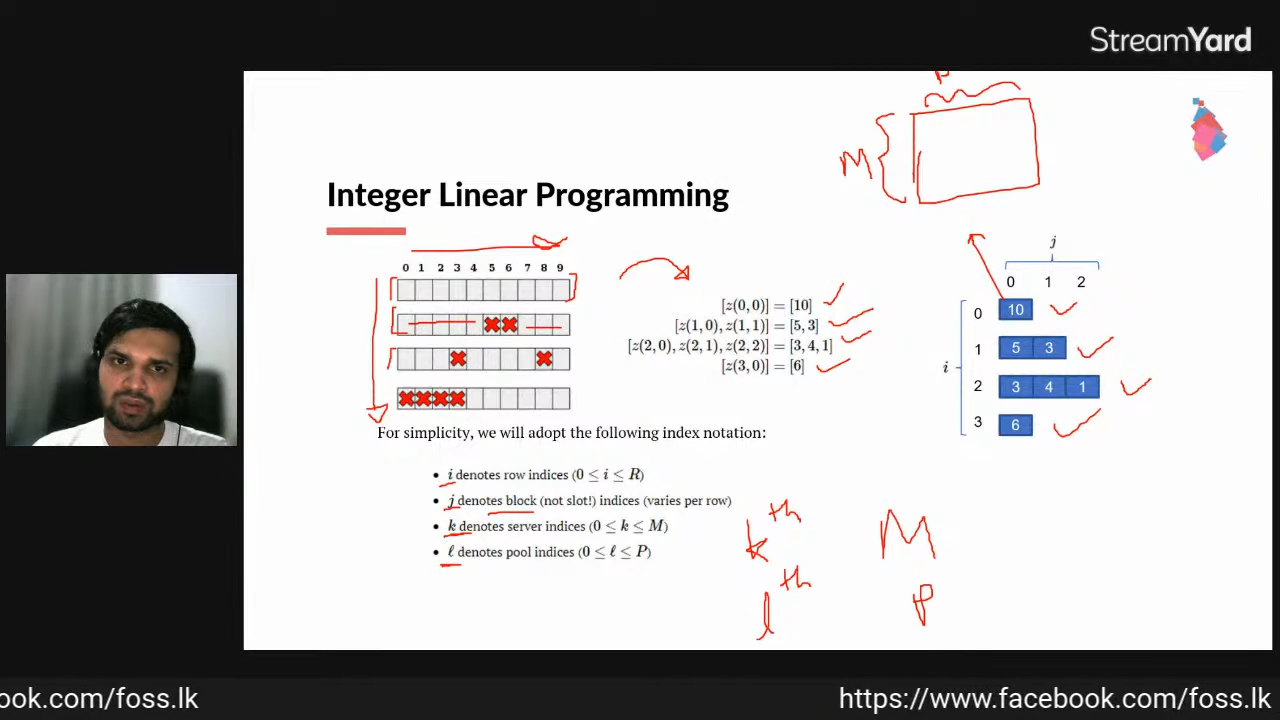 StreamYard
M
Integer Linear Programming
j
0 1 2 3 4 5 6 7 8 9
0 1 2
[z(0,0)] = [10]
0 10
[z(1,0), z(1,1)] = [5,3]
1 5 3
[z(2,0), z(2,1), z(2,2)] = [3,4,1]
i
[z(3,0)] = [6]
2 3 4 1
3 6
For simplicity, we will adopt the following index notation:
• i denotes row indices (0 ≤ i ≤ R)
• j denotes block (not slot!) indices (varies per row)
• k denotes server indices (0 ≤ k ≤ M)
• ℓ denotes pool indices (0 ≤ ℓ ≤ P)
kth M
lth P
ook.com/foss.lk
https://www.facebook.com/foss.lk